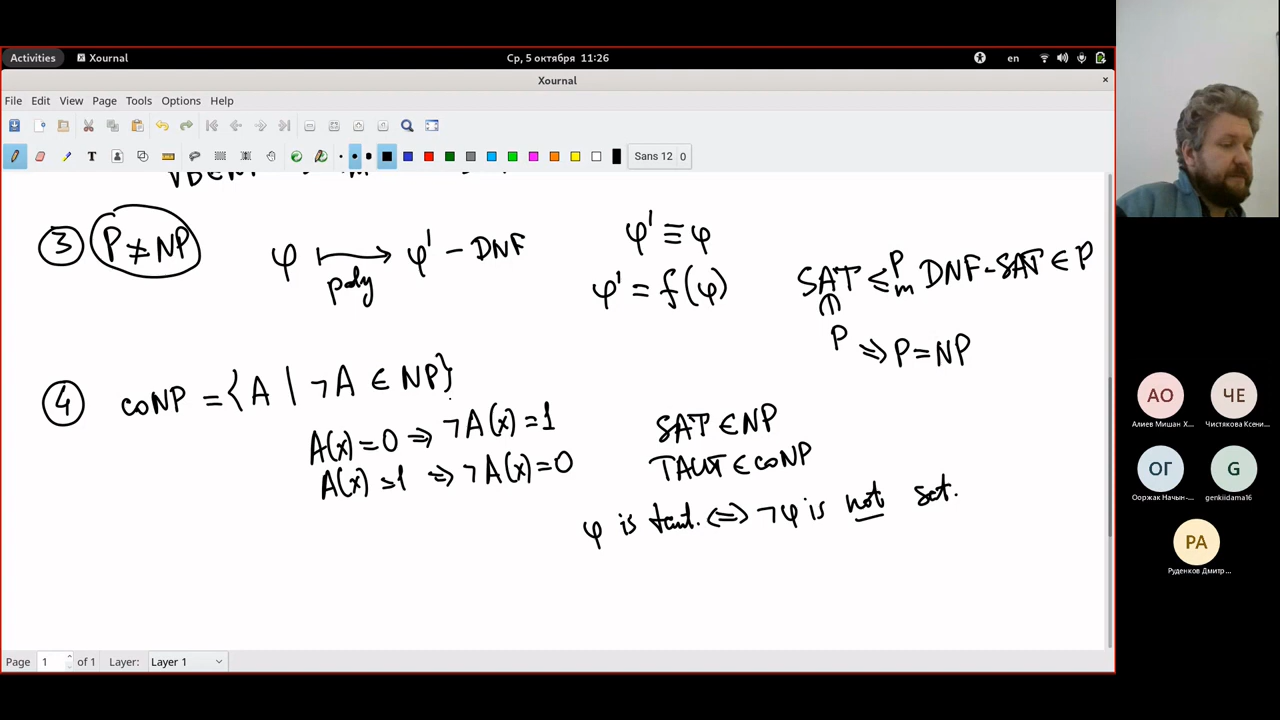 Activities Xournal Ср, 5 октября 11:26 en
Xournal
File Edit View Page Tools Options Help
Sans 12 0
③ P ≠ NP φ ↦ φ' - DNF φ' ≡ φ
poly φ' = f(φ) SAT ≤ᴾₘ DNF-SAT ∈ P
P ⇒ P=NP
④ coNP = {A | ¬A ∈ NP}
A(x)=0 ⇒ ¬A(x)=1 SAT ∈ NP
A(x)=1 ⇒ ¬A(x)=0 TAUT ∈ coNP
φ is taut. ⇔ ¬φ is not sat.
Page 1 of 1 Layer: Layer 1
АО ЧЕ
Алиев Мишан Х... Чистякова Ксени...
ОГ G
Ооржак Начын-... genkiidama16
РА
Руденков Дмитр...